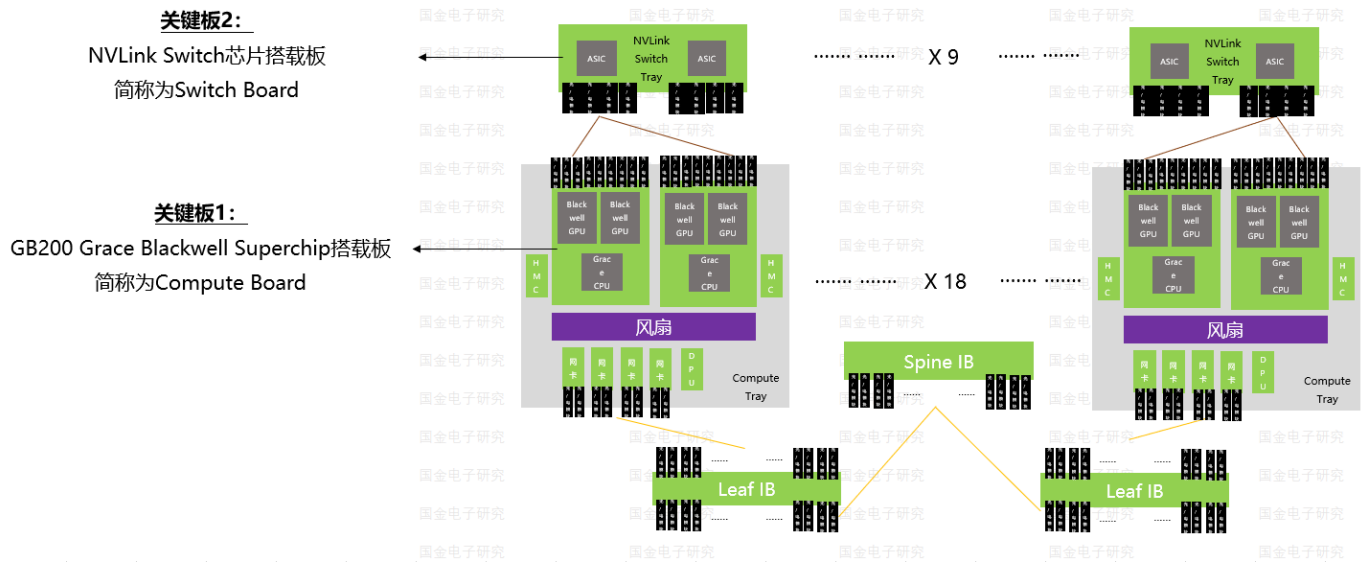 关键板2：
NVLink Switch芯片搭载板
简称为Switch Board
NVLink
Switch
Tray
ASIC
ASIC
······· ······· X 9 ······· ·······
NVLink
Switch
Tray
ASIC
ASIC
关键板1：
GB200 Grace Blackwell Superchip搭载板
简称为Compute Board
Black
well
GPU
Black
well
GPU
Grac
e
CPU
Black
well
GPU
Black
well
GPU
Grac
e
CPU
H
M
C
H
M
C
风扇
网
卡
网
卡
网
卡
网
卡
D
P
U
Compute
Tray
······· ······· X 18 ······· ·······
Black
well
GPU
Black
well
GPU
Grac
e
CPU
Black
well
GPU
Black
well
GPU
Grac
e
CPU
H
M
C
H
M
C
风扇
网
卡
网
卡
网
卡
网
卡
D
P
U
Compute
Tray
Spine IB
······ ······
Leaf IB
······ ······
······ ······
Leaf IB
······ ······
······ ······
国金电子研究